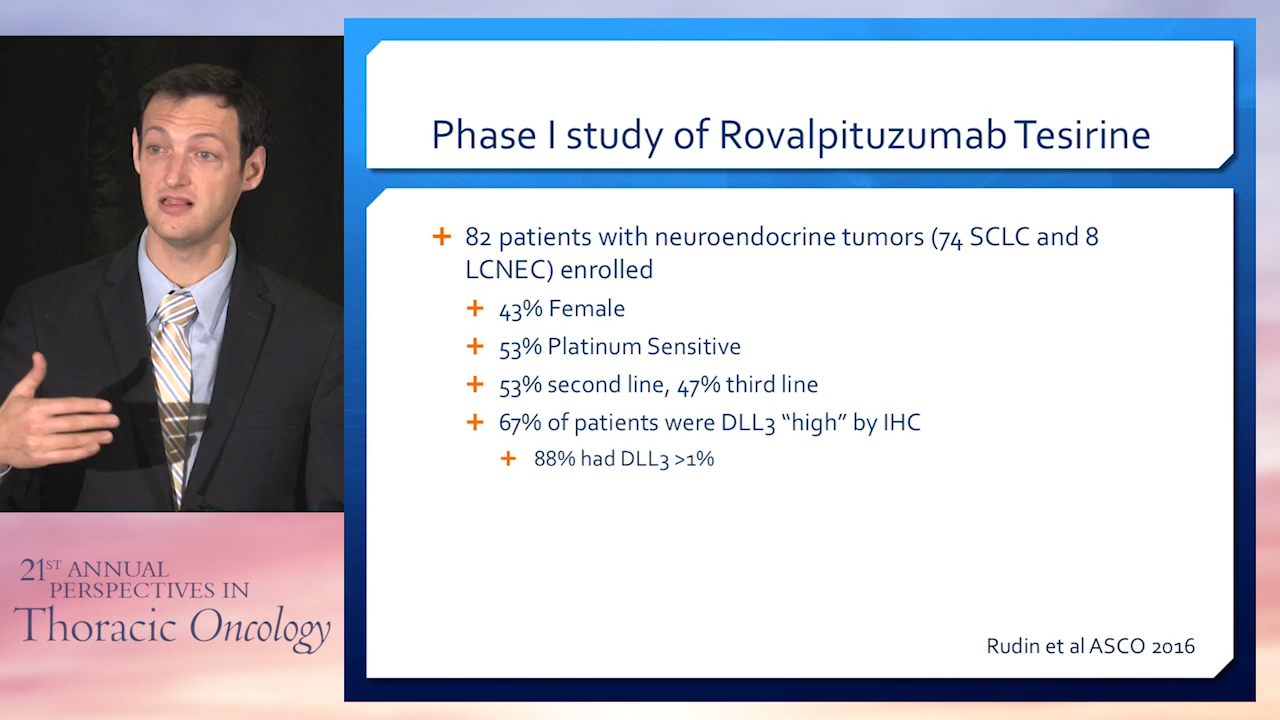 Phase I study of Rovalpituzumab Tesirine
+ 82 patients with neuroendocrine tumors (74 SCLC and 8
LCNEC) enrolled
+ 43% Female
+ 53% Platinum Sensitive
+ 53% second line, 47% third line
+ 67% of patients were DLL3 “high” by IHC
+ 88% had DLL3 >1%
Rudin et al ASCO 2016
21ST ANNUAL
PERSPECTIVES IN
Thoracic Oncology